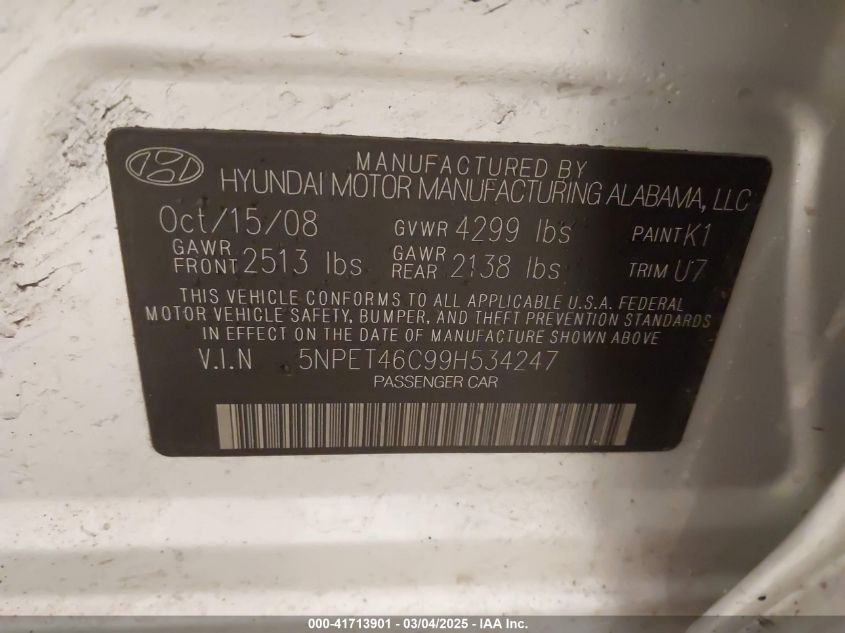 MANUFACTURED BY
HYUNDAI MOTOR MANUFACTURING ALABAMA, LLC
Oct/15/08 GVWR 4299 lbs PAINT K1
GAWR FRONT 2513 lbs GAWR REAR 2138 lbs TRIM U7
THIS VEHICLE CONFORMS TO ALL APPLICABLE U.S.A. FEDERAL
MOTOR VEHICLE SAFETY, BUMPER, AND THEFT PREVENTION STANDARDS
IN EFFECT ON THE DATE OF MANUFACTURE SHOWN ABOVE
V.I.N 5NPET46C99H534247
PASSENGER CAR
000-41713901 - 03/04/2025 - IAA Inc.